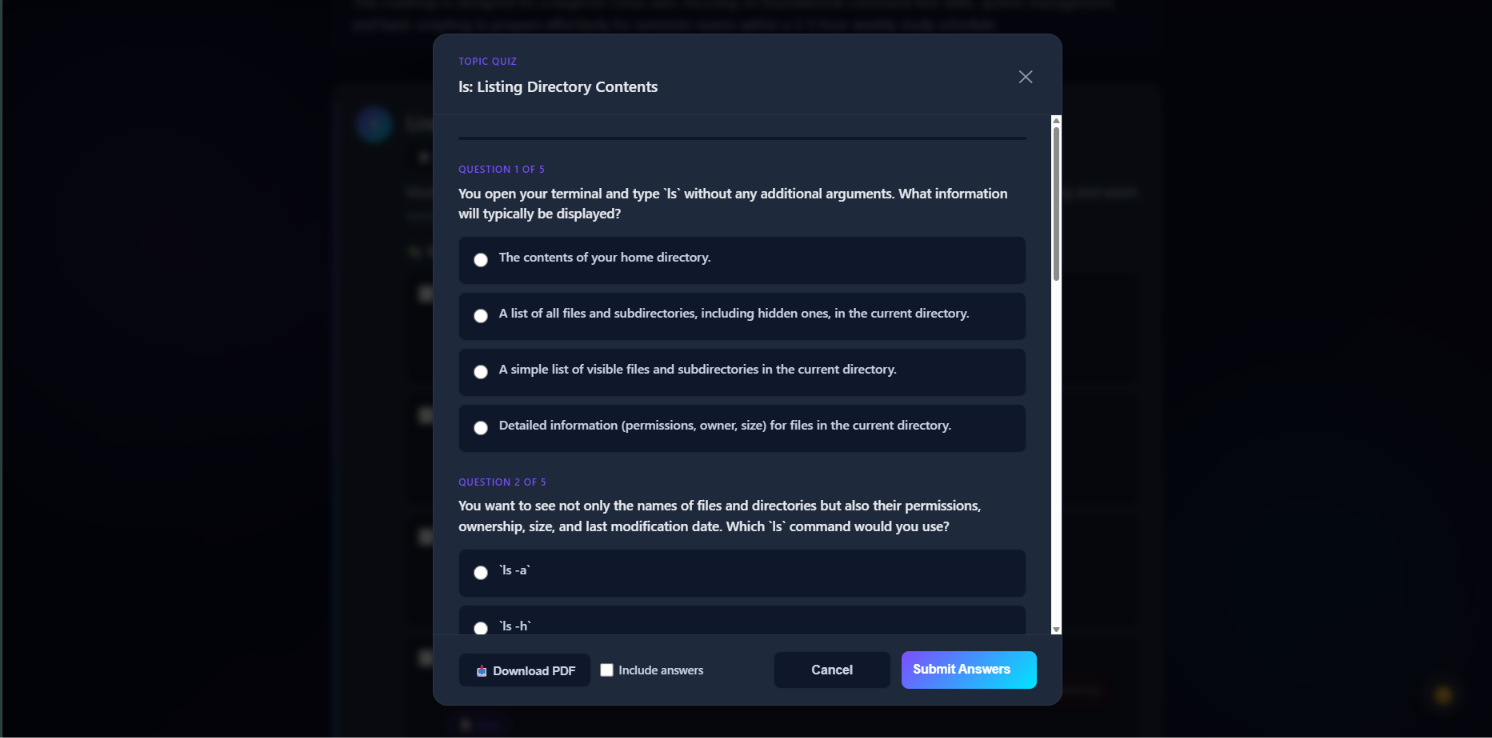 TOPIC QUIZ
ls: Listing Directory Contents
QUESTION 1 OF 5
You open your terminal and type `ls` without any additional arguments. What information
will typically be displayed?
The contents of your home directory.
A list of all files and subdirectories, including hidden ones, in the current directory.
A simple list of visible files and subdirectories in the current directory.
Detailed information (permissions, owner, size) for files in the current directory.
QUESTION 2 OF 5
You want to see not only the names of files and directories but also their permissions,
ownership, size, and last modification date. Which `ls` command would you use?
`ls -a`
`ls -h`
Download PDF
Include answers
Cancel
Submit Answers